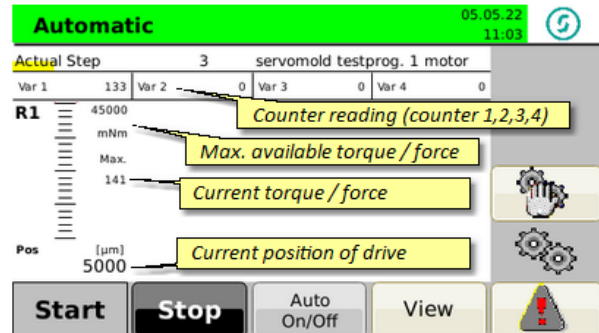 Automatic
05.05.22
11:03
Actual Step 3 servomold testprog. 1 motor
Var 1 133 Var 2 0 Var 3 0 Var 4 0
Counter reading (counter 1,2,3,4)
R1 45000
mNm
Max. available torque / force
Max.
141
Current torque / force
Pos [µm]
5000
Current position of drive
Start Stop Auto On/Off View